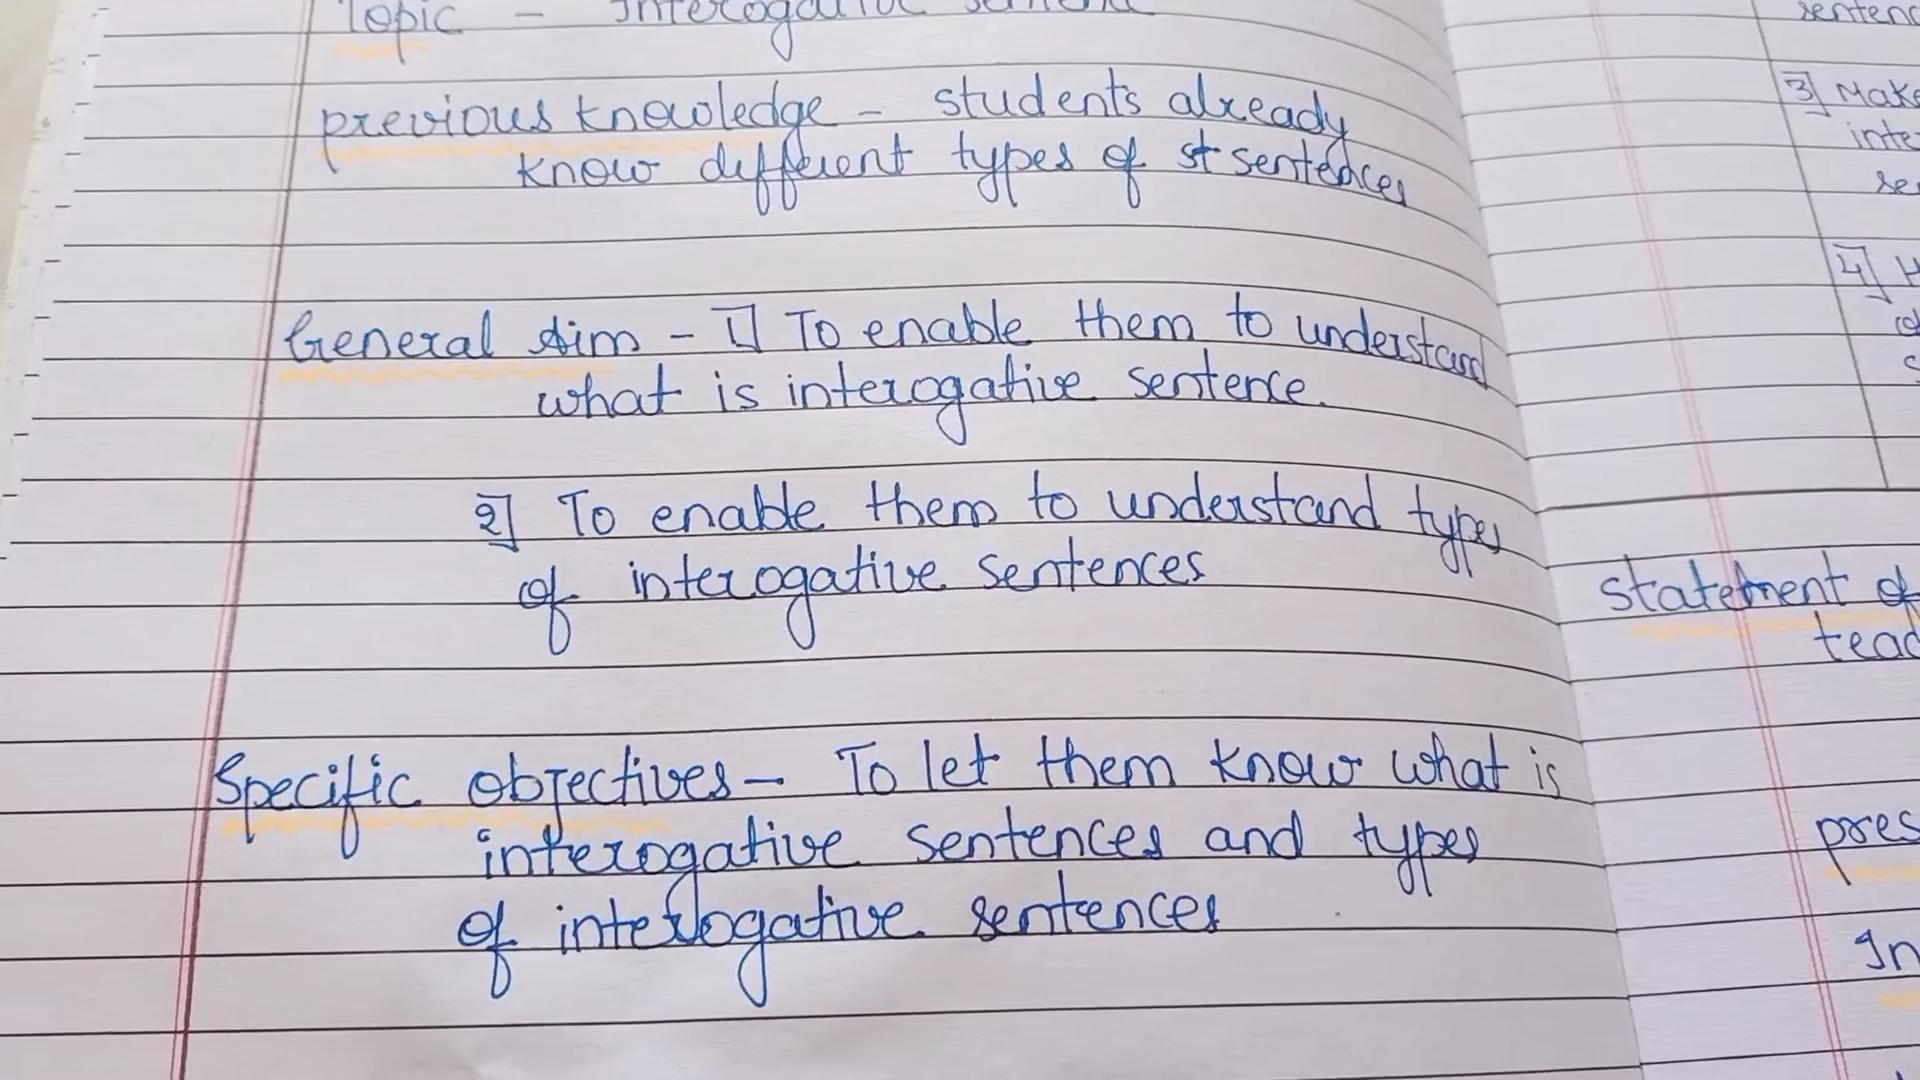 Topic - Interogative sentence
previous knowledge - students already
know different types of st sentences
General Aim - 1] To enable them to understand
what is interogative sentence.
2] To enable them to understand types
of interogative sentences
Specific objectives - To let them know what is
interogative sentences and types
of interogative sentences
3] Make
4]
statement of